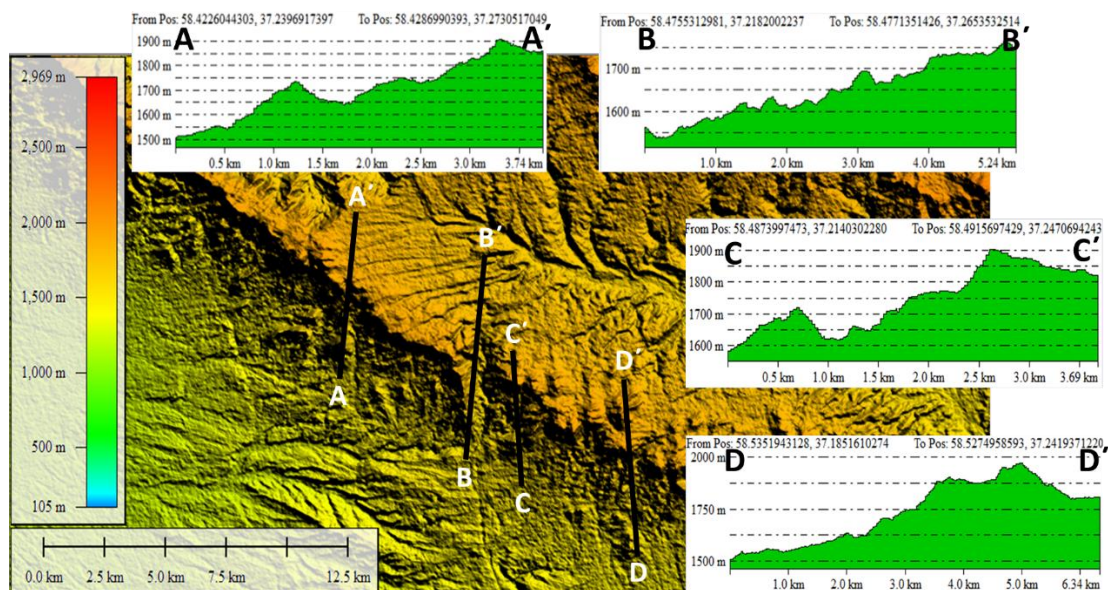 From Pos: 58.4226044303, 37.2396917397 To Pos: 58.4286990393, 37.2730517049
A A´
1900 m
1800 m
1700 m
1600 m
1500 m
0.5 km 1.0 km 2.0 km 2.5 km 3.0 km 3.74 km
From Pos: 58.4755312981, 37.2182002237 To Pos: 58.4771351426, 37.2653532514
B B´
1700 m
1600 m
1.0 km 2.0 km 3.0 km 4.0 km 5.24 km
2,969 m
2,500 m
2,000 m
1,500 m
1,000 m
500 m
105 m
A´
B´
C´
D´
A
B
C
D
From Pos: 58.4873997473, 37.2140302280 To Pos: 58.4915697429, 37.2470694243
C C´
1900 m
1800 m
1700 m
1600 m
0.5 km 1.0 km 1.5 km 2.0 km 2.5 km 3.0 km 3.69 km
From Pos: 58.5351943128, 37.1851610274 To Pos: 58.5274958593, 37.2419371220
D D´
2000 m
1750 m
1500 m
1.0 km 2.0 km 3.0 km 4.0 km 5.0 km 6.34 km
0.0 km 2.5 km 5.0 km 7.5 km 12.5 km